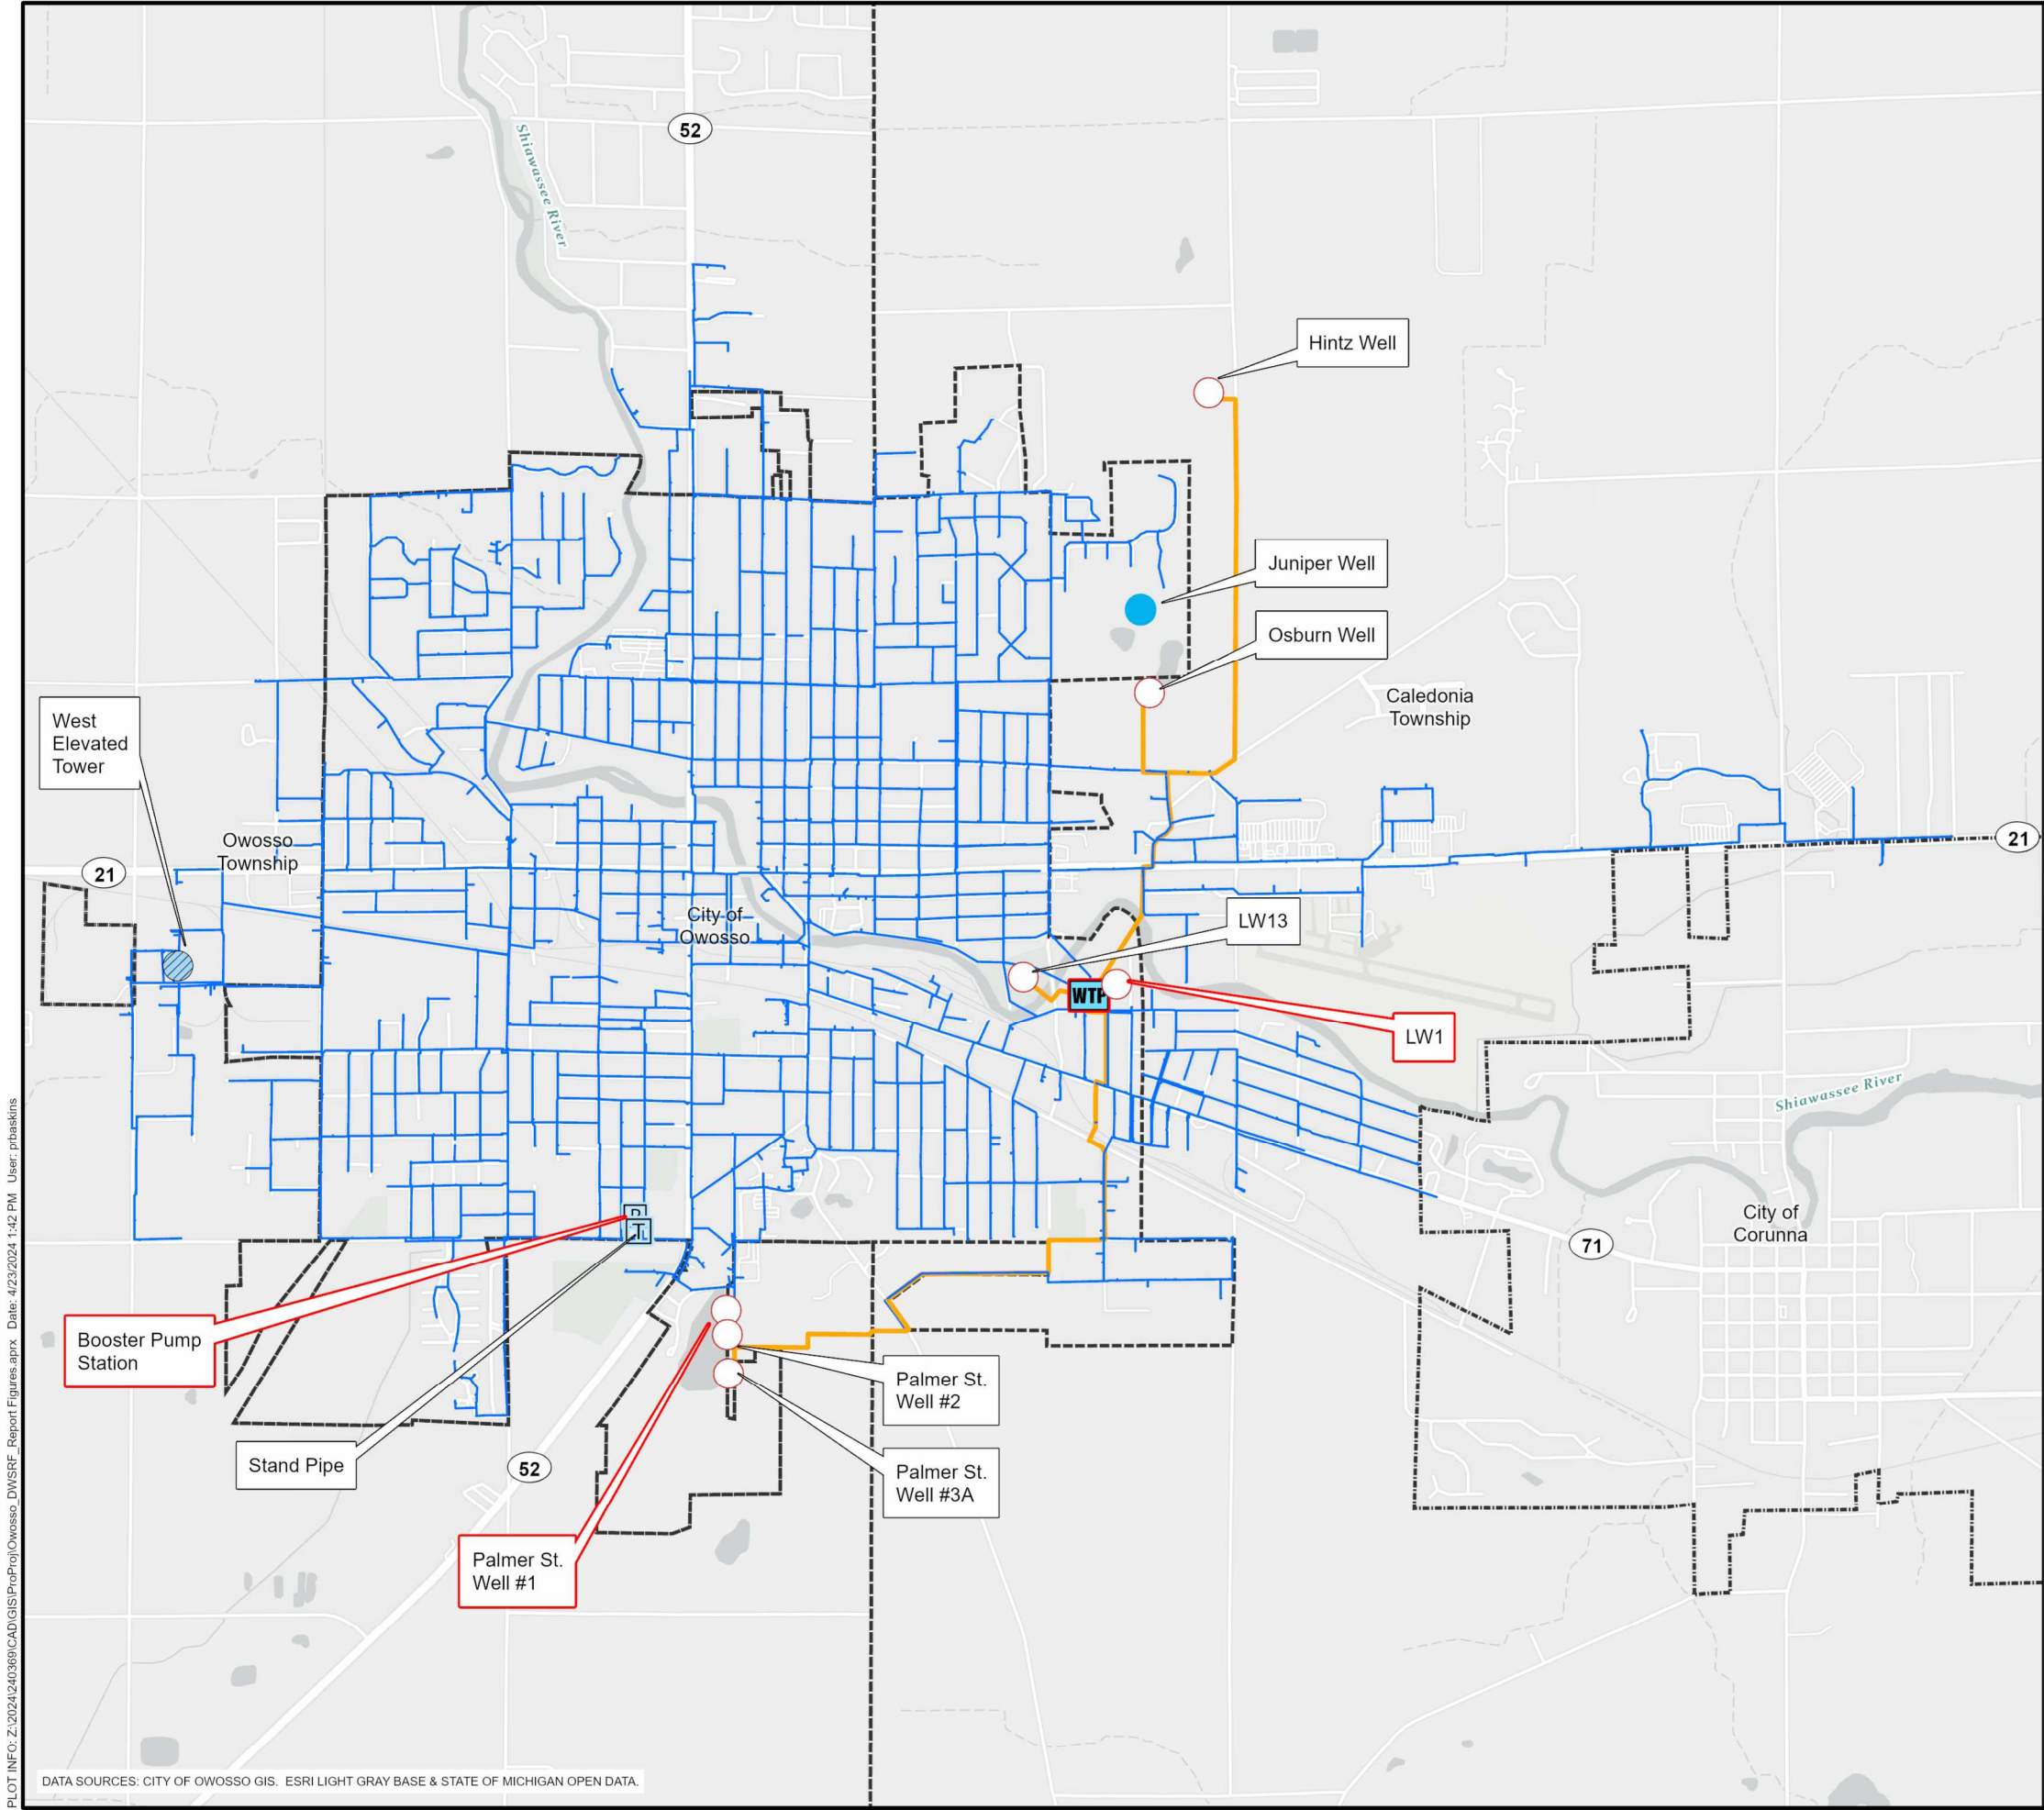 52
Shiawassee River
Hintz Well
Juniper Well
Osburn Well
Caledonia
Township
West
Elevated
Tower
Owosso
Township
21
21
City of
Owosso
LW13
WTP
LW1
Shiawassee River
City of
Corunna
71
P
T
Booster Pump
Station
Palmer St.
Well #2
Stand Pipe
52
Palmer St.
Well #3A
Palmer St.
Well #1
DATA SOURCES: CITY OF OWOSSO GIS. ESRI LIGHT GRAY BASE & STATE OF MICHIGAN OPEN DATA.
PLOT INFO: Z:\2024\240369\CAD\GIS\ProProj\Owosso_DWSRF_Report Figures.aprx Date: 4/23/2024 1:42 PM User: prbaskins